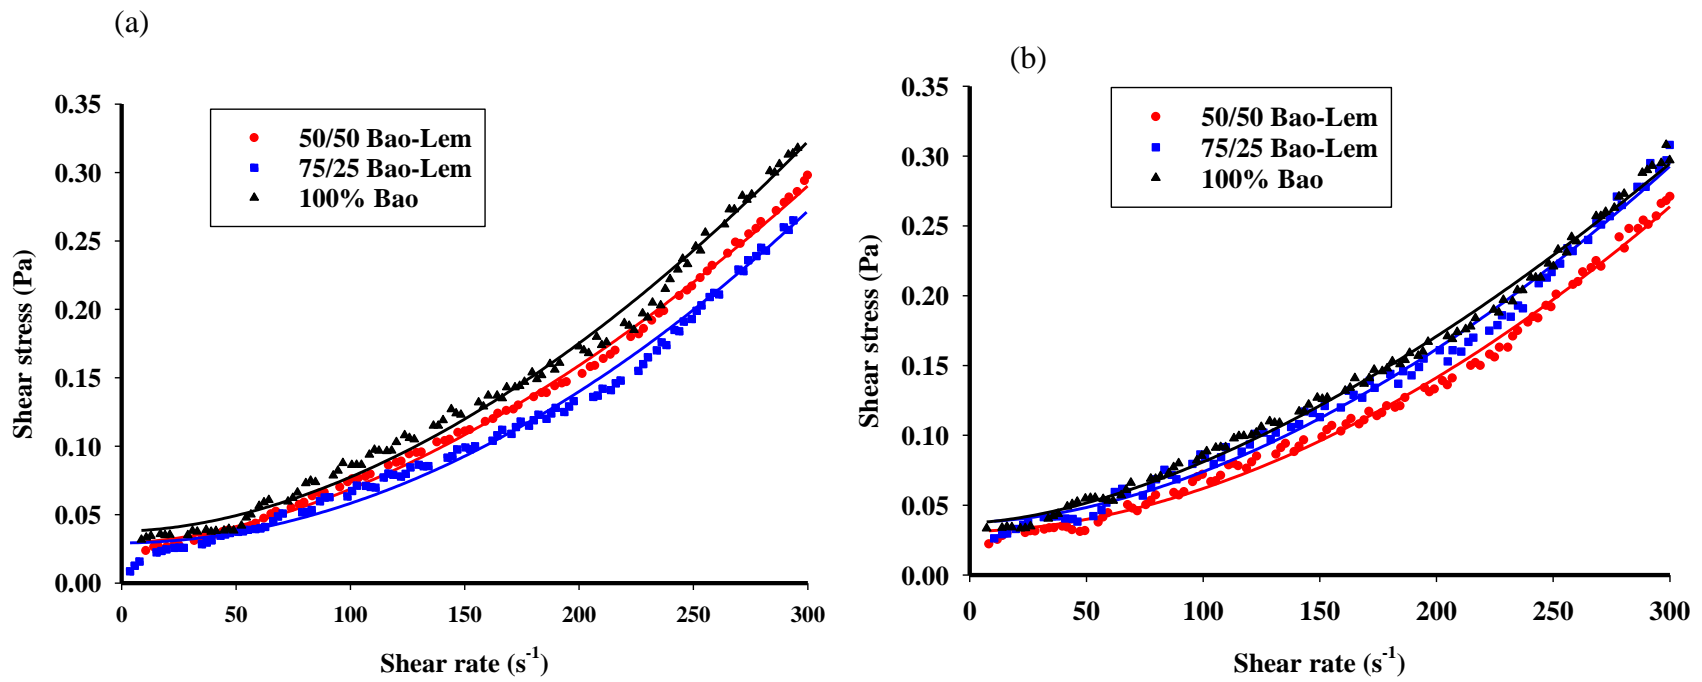 (a)
0.35
0.30
0.25
0.20
0.15
0.10
0.05
0.00
Shear stress (Pa)
50/50 Bao-Lem
75/25 Bao-Lem
100% Bao
0 50 100 150 200 250 300
Shear rate (s⁻¹)
(b)
0.35
0.30
0.25
0.20
0.15
0.10
0.05
0.00
Shear stress (Pa)
50/50 Bao-Lem
75/25 Bao-Lem
100% Bao
0 50 100 150 200 250 300
Shear rate (s⁻¹)